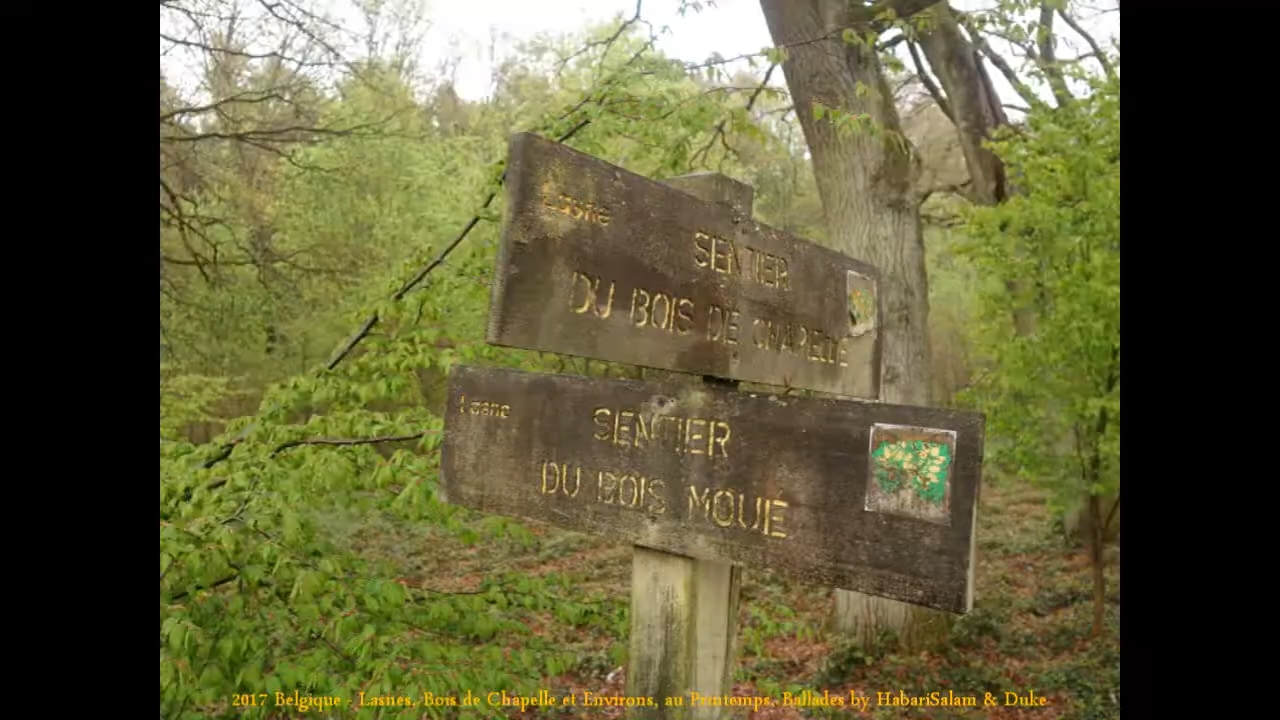 Lasne
SENTIER
DU BOIS DE CHAPELLE
Lasne
SENTIER
DU BOIS MOUÉ
2017 Belgique - Lasnes, Bois de Chapelle et Environs, au Printemps. Ballades by HabariSalam & Duke